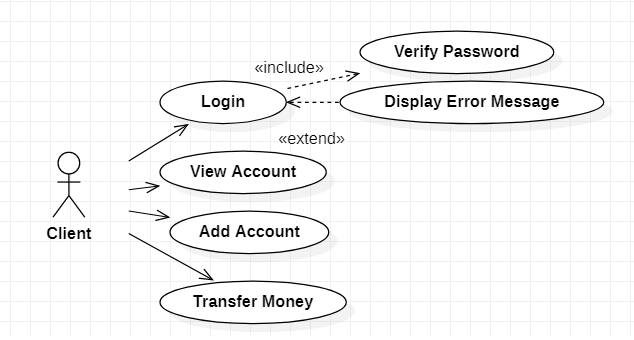 Verify Password
«include»
Login
Display Error Message
«extend»
View Account
Client
Add Account
Transfer Money